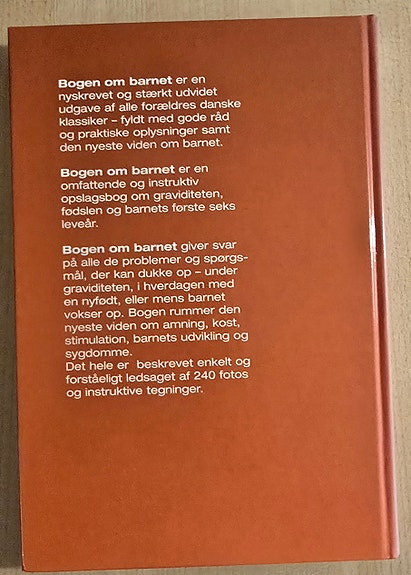 Bogen om barnet er en
nyskrevet og stærkt udvidet
udgave af alle forældres danske
klassiker – fyldt med gode råd
og praktiske oplysninger samt
den nyeste viden om barnet.
Bogen om barnet er en
omfattende og instruktiv
opslagsbog om graviditeten,
fødslen og barnets første seks
leveår.
Bogen om barnet giver svar
på alle de problemer og spørgs-
mål, der kan dukke op – under
graviditeten, i hverdagen med
en nyfødt, eller mens barnet
vokser op. Bogen rummer den
nyeste viden om amning, kost,
stimulation, barnets udvikling og
sygdomme.
Det hele er beskrevet enkelt og
forståeligt ledsaget af 240 fotos
og instruktive tegninger.